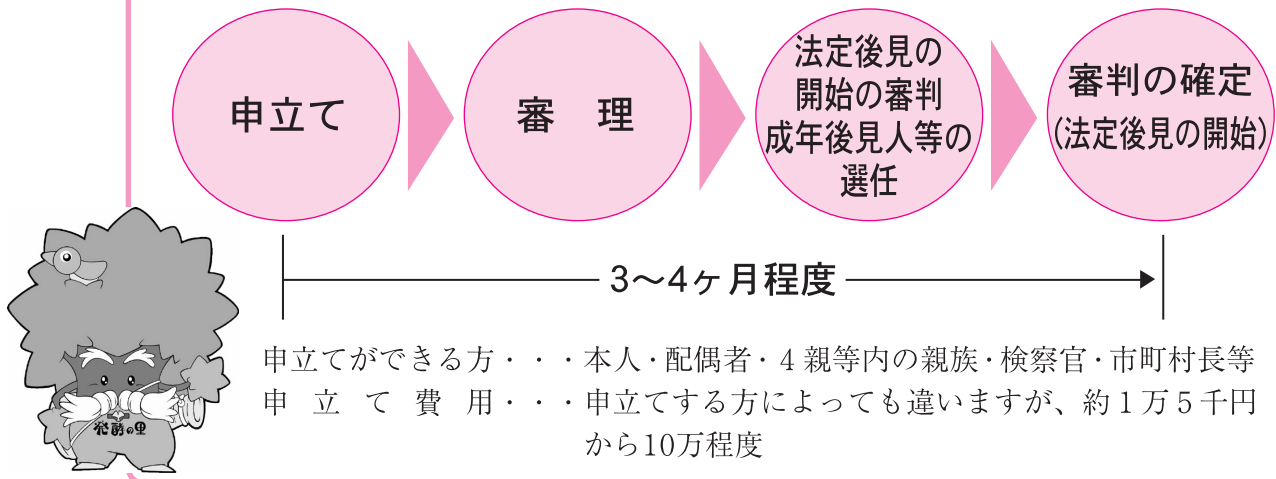 申立て
審　理
法定後見の
開始の審判
成年後見人等の
選任
審判の確定
(法定後見の開始)
3〜4ヶ月程度
申立てができる方・・・本人・配偶者・４親等内の親族・検察官・市町村長等
申立て費用・・・申立てする方によっても違いますが、約１万５千円
から10万程度
発酵の里